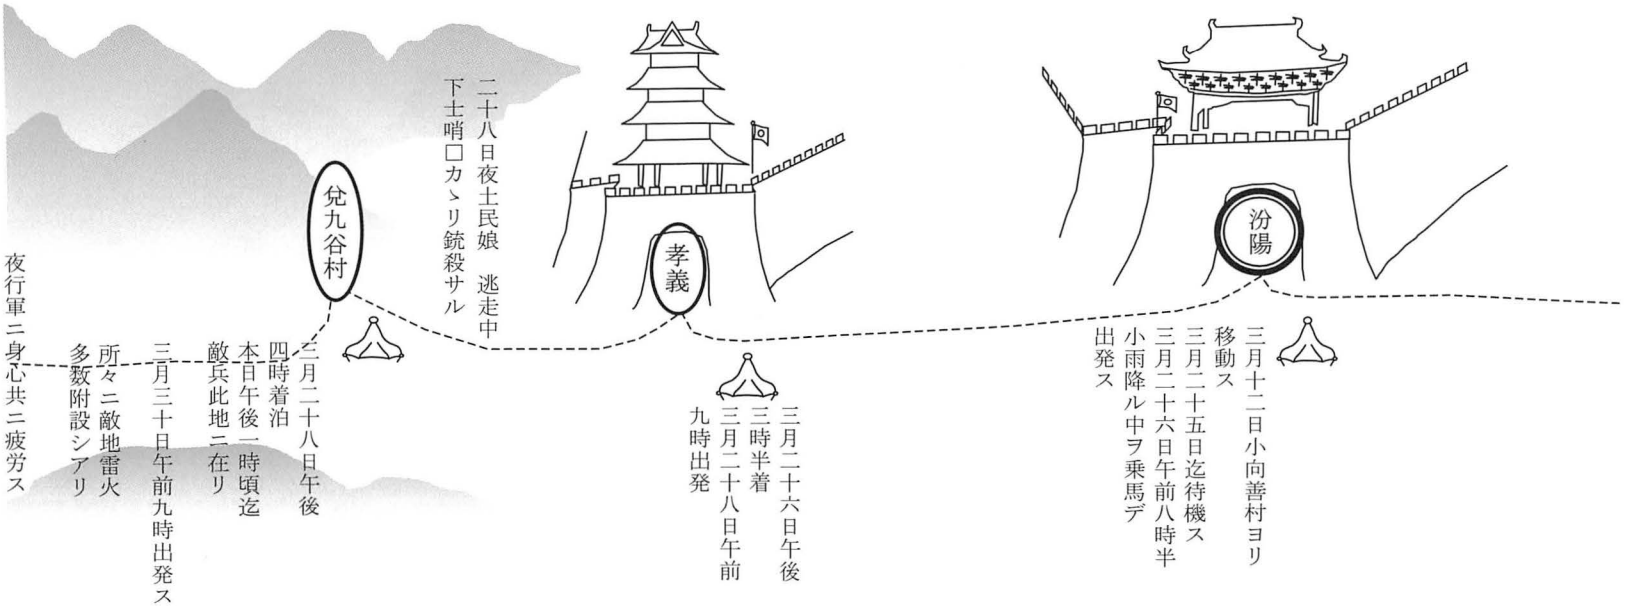 汾陽
三月十二日小向善村ヨリ
移動ス
三月二十五日迄待機ス
三月二十六日午前八時半
小雨降ル中ヲ乗馬デ
出発ス
孝義
三月二十六日午後
三時半着
三月二十八日午前
九時出発
二十八日夜土民娘　逃走中
下士哨□カヽリ銃殺サル
兌九谷村
三月二十八日午後
四時着泊
本日午後一時頃迄
敵兵此地ニ在リ
三月三十日午前九時出発ス
所々ニ敵地雷火
多数附設シアリ
夜行軍ニ身心共ニ疲労ス